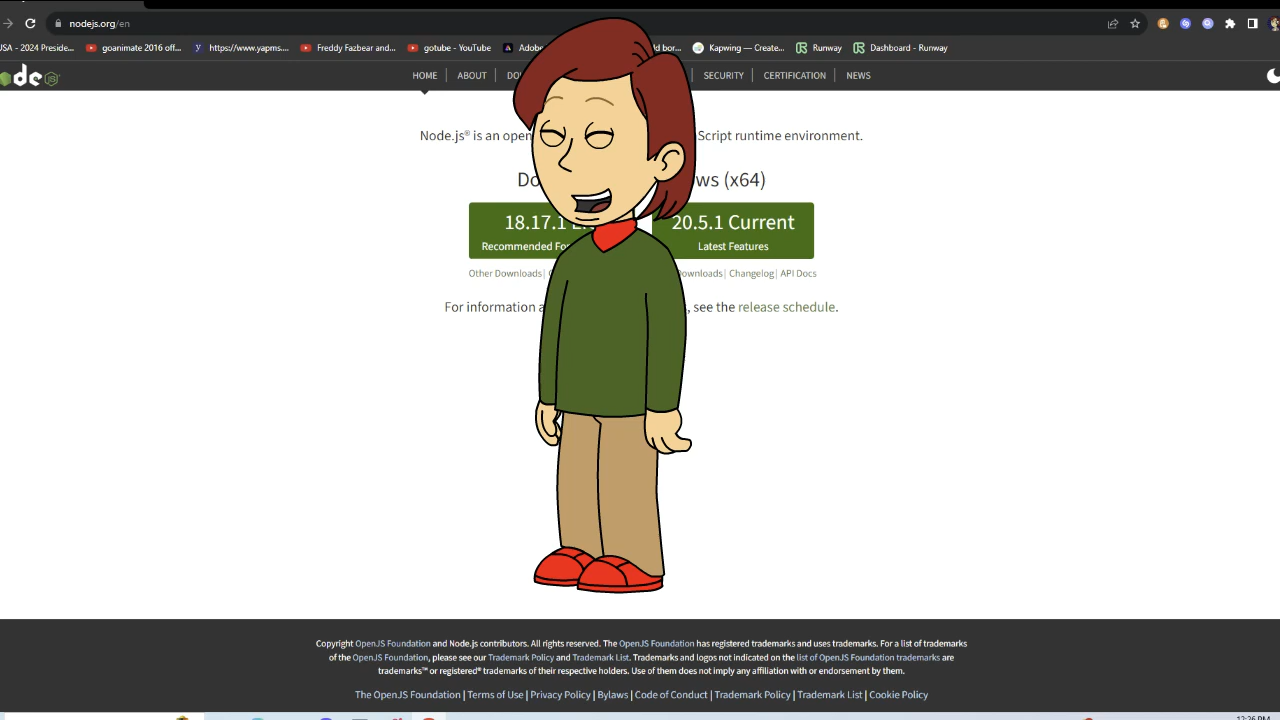 nodejs.org/en
USA - 2024 Preside...
goanimate 2016 off...
https://www.yapms....
Freddy Fazbear and...
gotube - YouTube
Adobe
Kapwing — Create...
Runway
Dashboard - Runway
HOME
ABOUT
SECURITY
CERTIFICATION
NEWS
Node.js® is an open
Script runtime environment.
ws (x64)
18.17.1
Recommended For
20.5.1 Current
Latest Features
Other Downloads |
Downloads | Changelog | API Docs
For information
, see the release schedule.
Copyright OpenJS Foundation and Node.js contributors. All rights reserved. The OpenJS Foundation has registered trademarks and uses trademarks. For a list of trademarks
of the OpenJS Foundation, please see our Trademark Policy and Trademark List. Trademarks and logos not indicated on the list of OpenJS Foundation trademarks are
trademarks™ or registered® trademarks of their respective holders. Use of them does not imply any affiliation with or endorsement by them.
The OpenJS Foundation | Terms of Use | Privacy Policy | Bylaws | Code of Conduct | Trademark Policy | Trademark List | Cookie Policy
12:26 PM